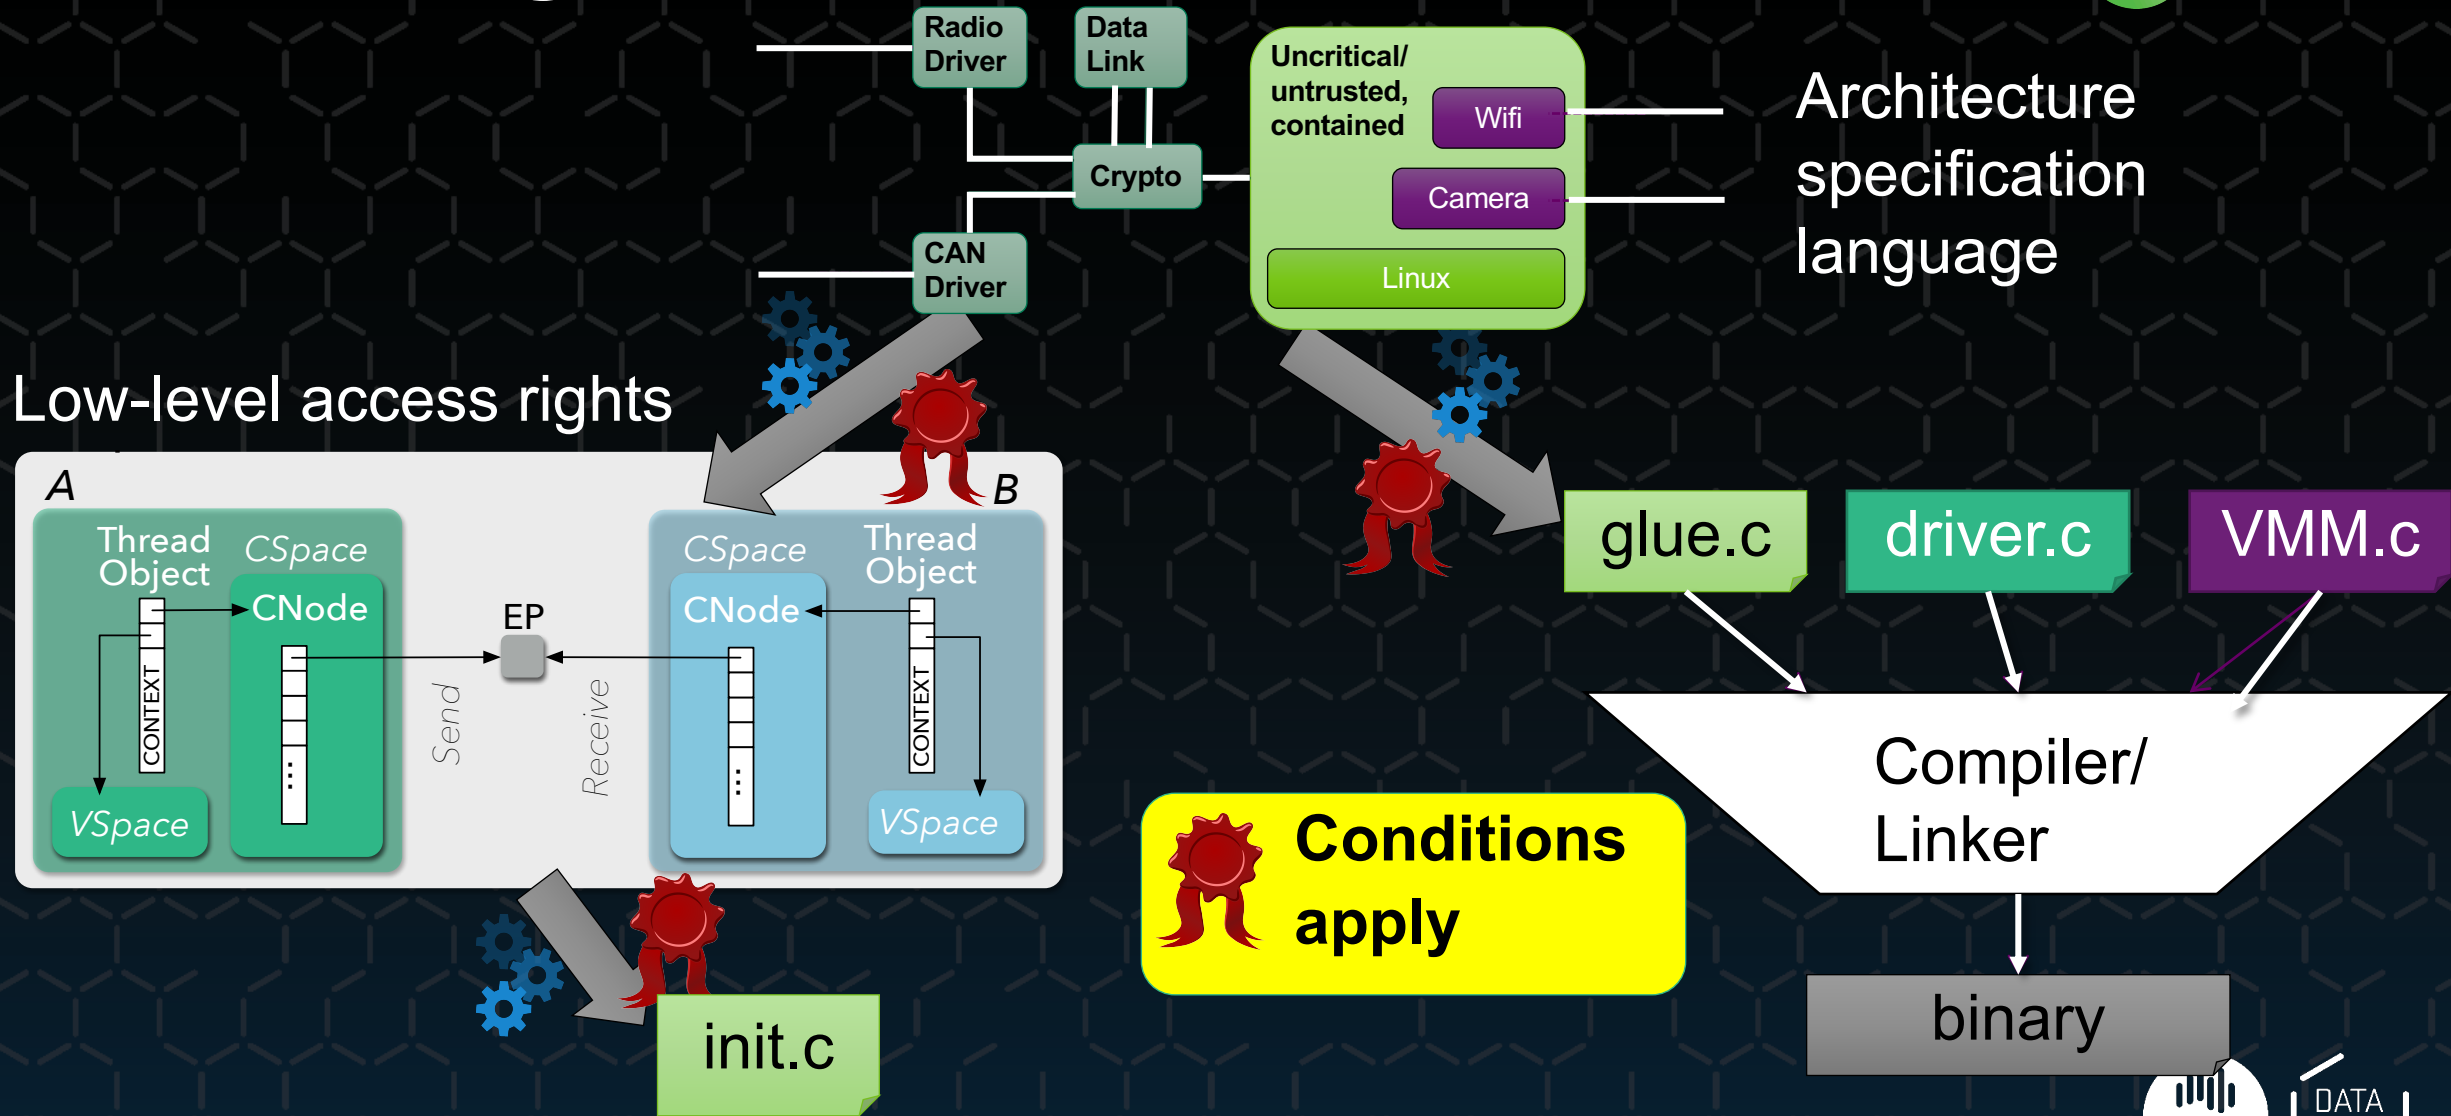 Radio
Driver
Data
Link
Uncritical/
untrusted,
contained
Wifi
Camera
Linux
Crypto
CAN
Driver
Architecture
specification
language
Low-level access rights
A
B
Thread
Object
CSpace
CNode
CONTEXT
VSpace
EP
Send
Receive
CSpace
CNode
Thread
Object
CONTEXT
VSpace
...
...
glue.c
driver.c
VMM.c
Compiler/
Linker
binary
Conditions
apply
init.c
DATA